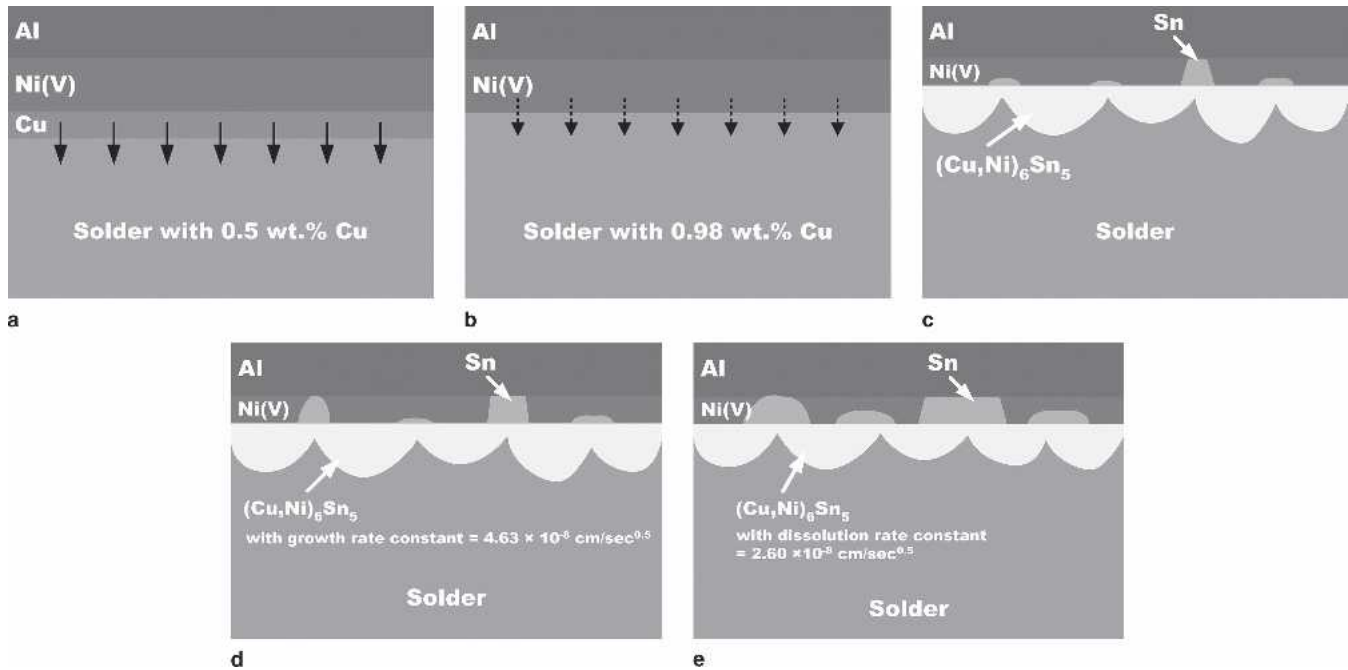 Al
Ni(V)
Cu
Solder with 0.5 wt.% Cu
a
Al
Ni(V)
Solder with 0.98 wt.% Cu
b
Al
Sn
Ni(V)
(Cu,Ni)₆Sn₅
Solder
c
Al
Sn
Ni(V)
(Cu,Ni)₆Sn₅
with growth rate constant = 4.63 × 10⁻⁸ cm/sec⁰·⁵
Solder
d
Al
Sn
Ni(V)
(Cu,Ni)₆Sn₅
with dissolution rate constant
= 2.60 ×10⁻⁸ cm/sec⁰·⁵
Solder
e